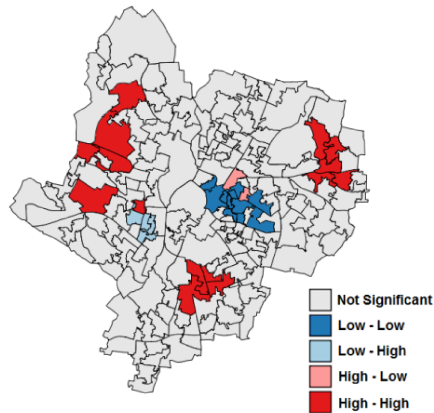 Not Significant
Low - Low
Low - High
High - Low
High - High